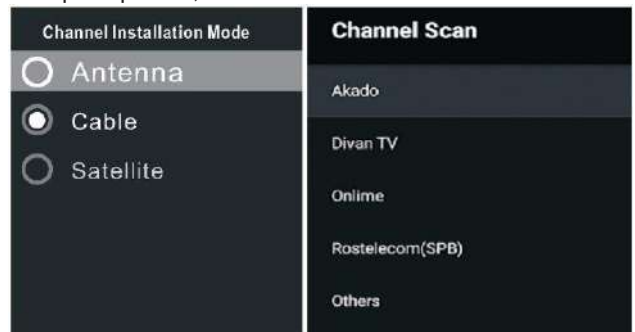 Channel Installation Mode
Antenna
Cable
Satellite
Channel Scan
Akado
Divan TV
Onlime
Rostelecom(SPB)
Others